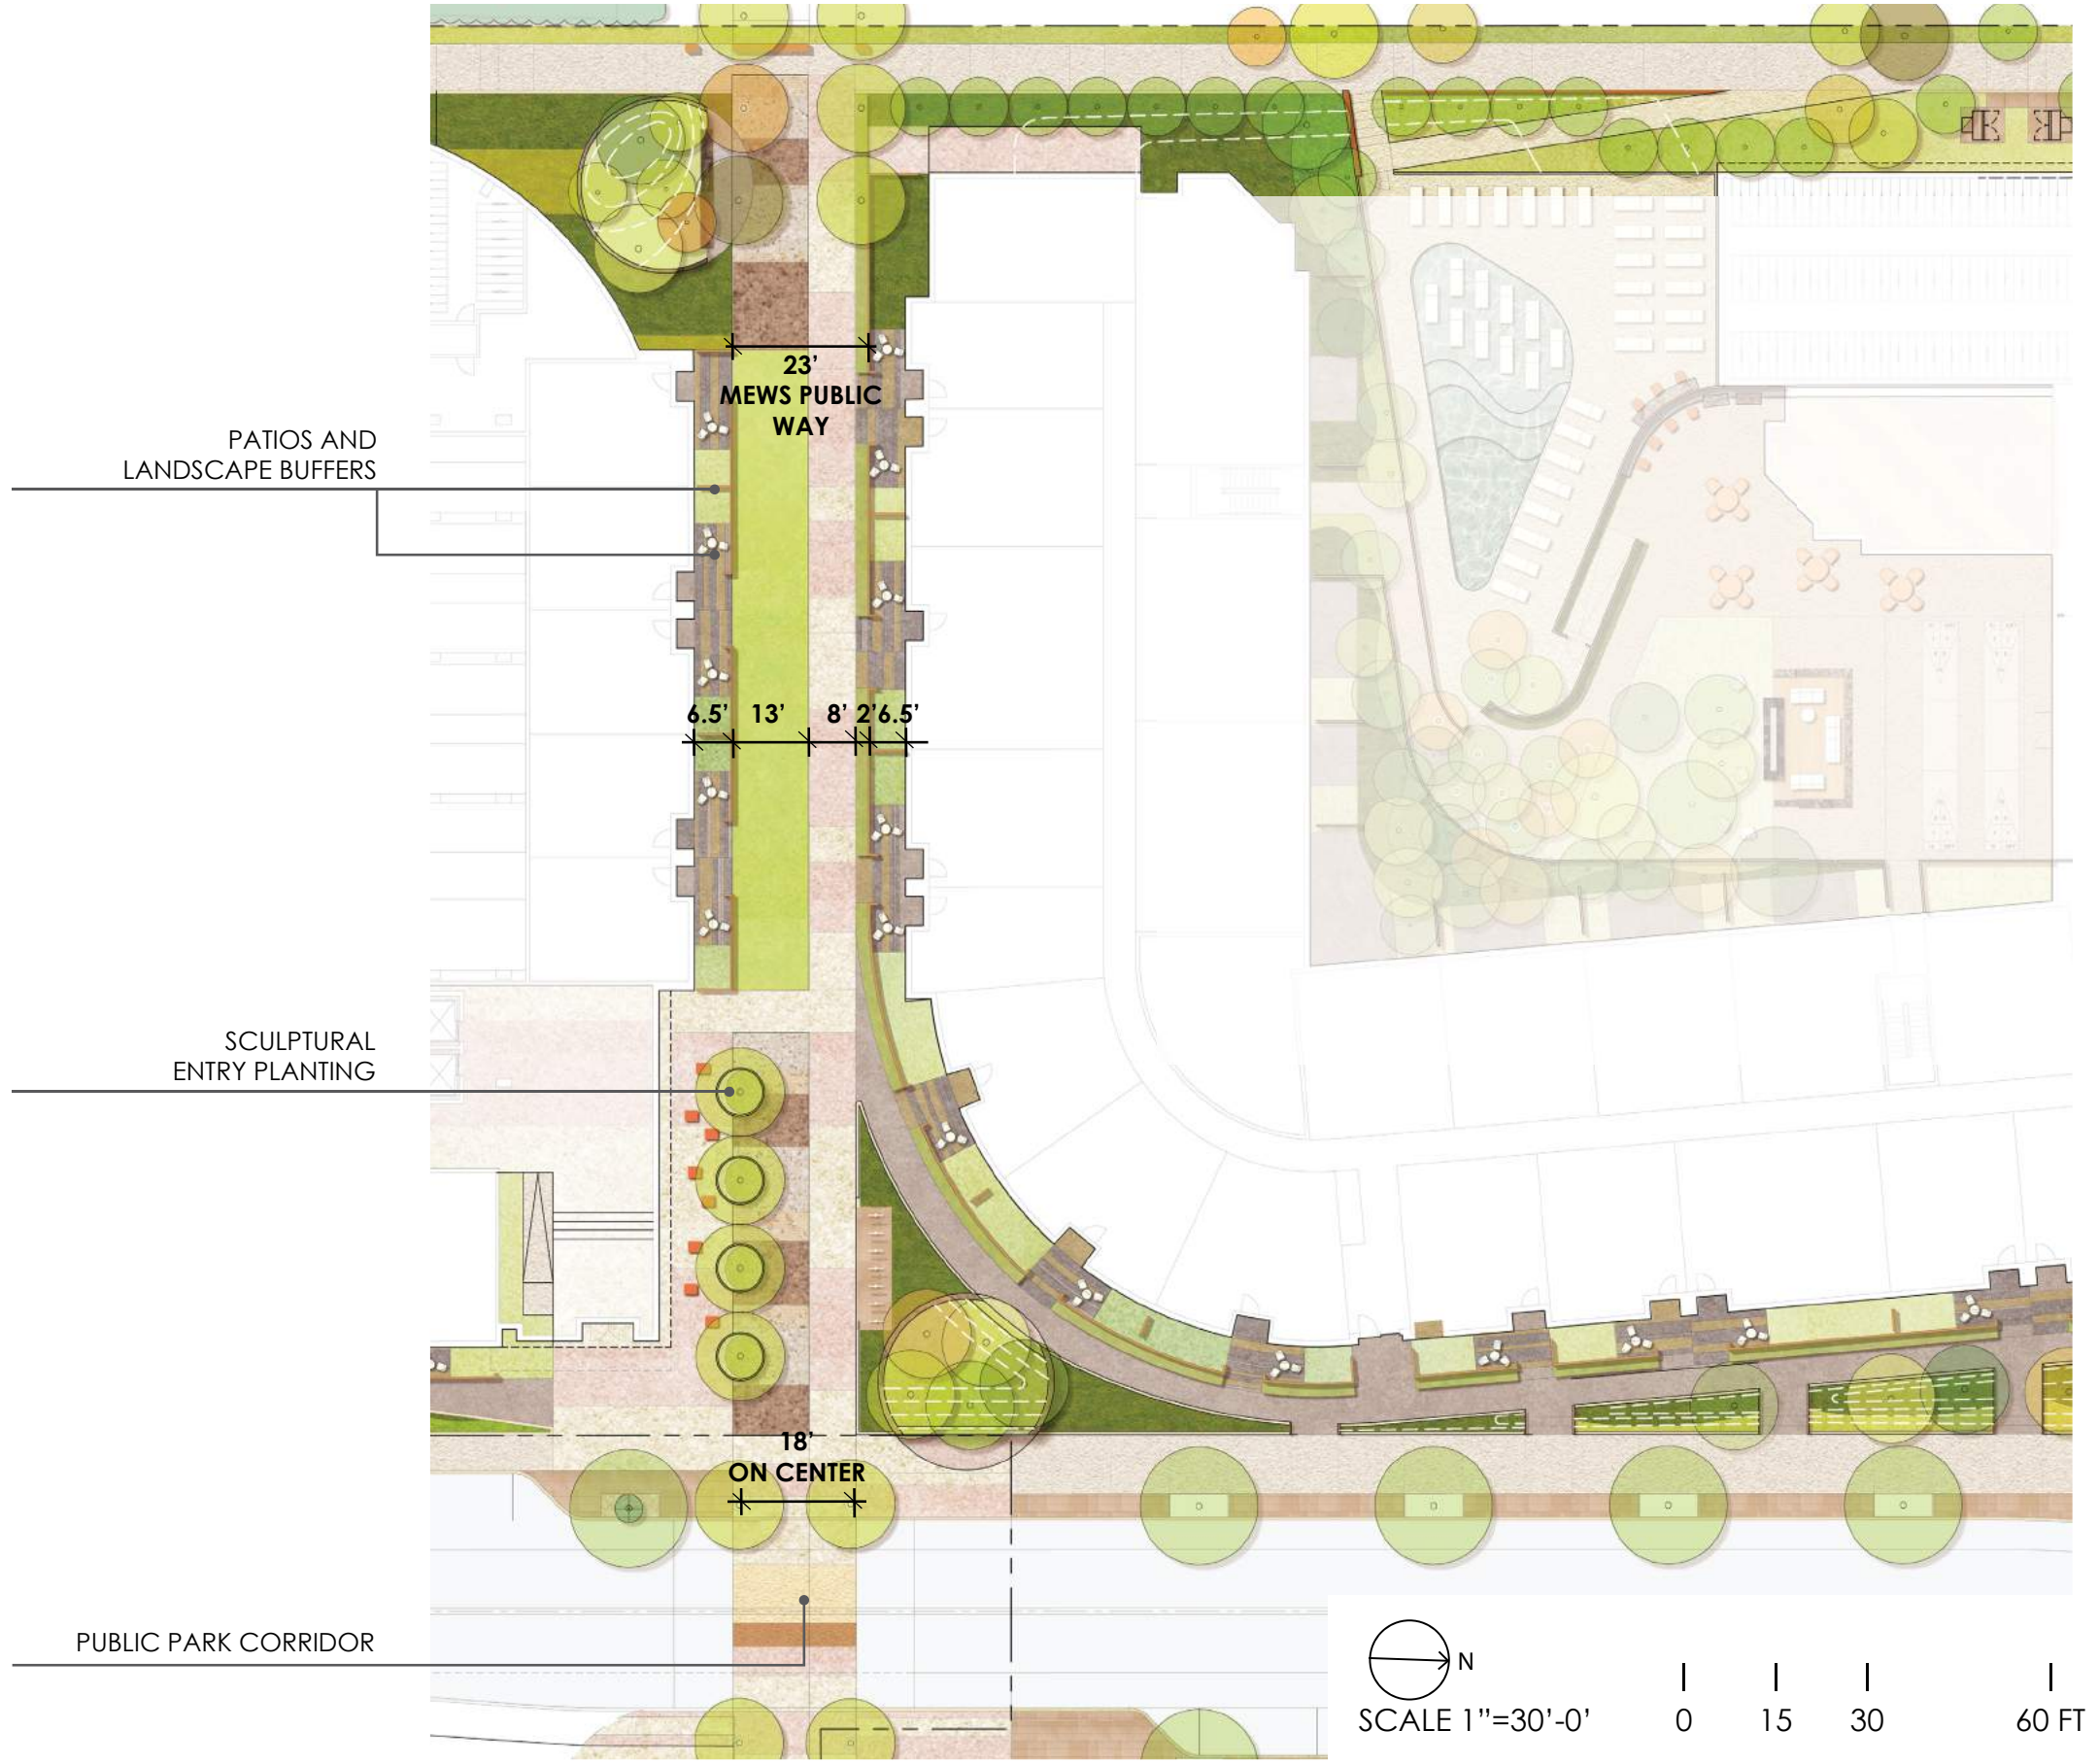 23'
MEWS PUBLIC
WAY
PATIOS AND
LANDSCAPE BUFFERS
6.5' 13' 8' 2' 6.5'
SCULPTURAL
ENTRY PLANTING
18'
ON CENTER
PUBLIC PARK CORRIDOR
N
SCALE 1"=30'-0' 0 15 30 60 FT